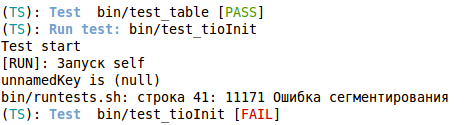 (TS): Test  bin/test_table [PASS]
(TS): Run test: bin/test_tioInit
Test start
[RUN]: Запуск self
unnamedKey is (null)
bin/runtests.sh: строка 41: 11171 Ошибка сегментирования
(TS): Test  bin/test_tioInit [FAIL]